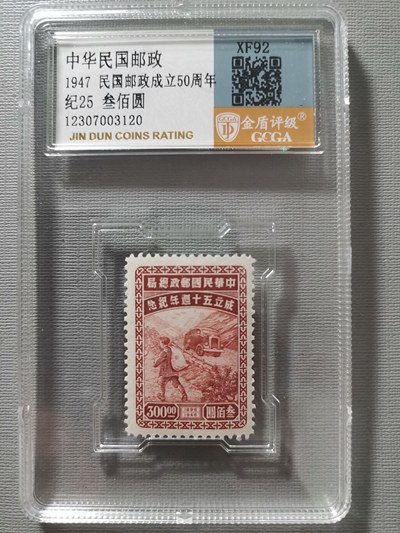 中华民国邮政
1947 民国邮政成立50周年
纪25 叁佰圆
12307003120
JIN DUN COINS RATING
XF92
金盾评级
GCGA
局總政郵國民華中
念紀年週十五立成
300.00
圓佰叁